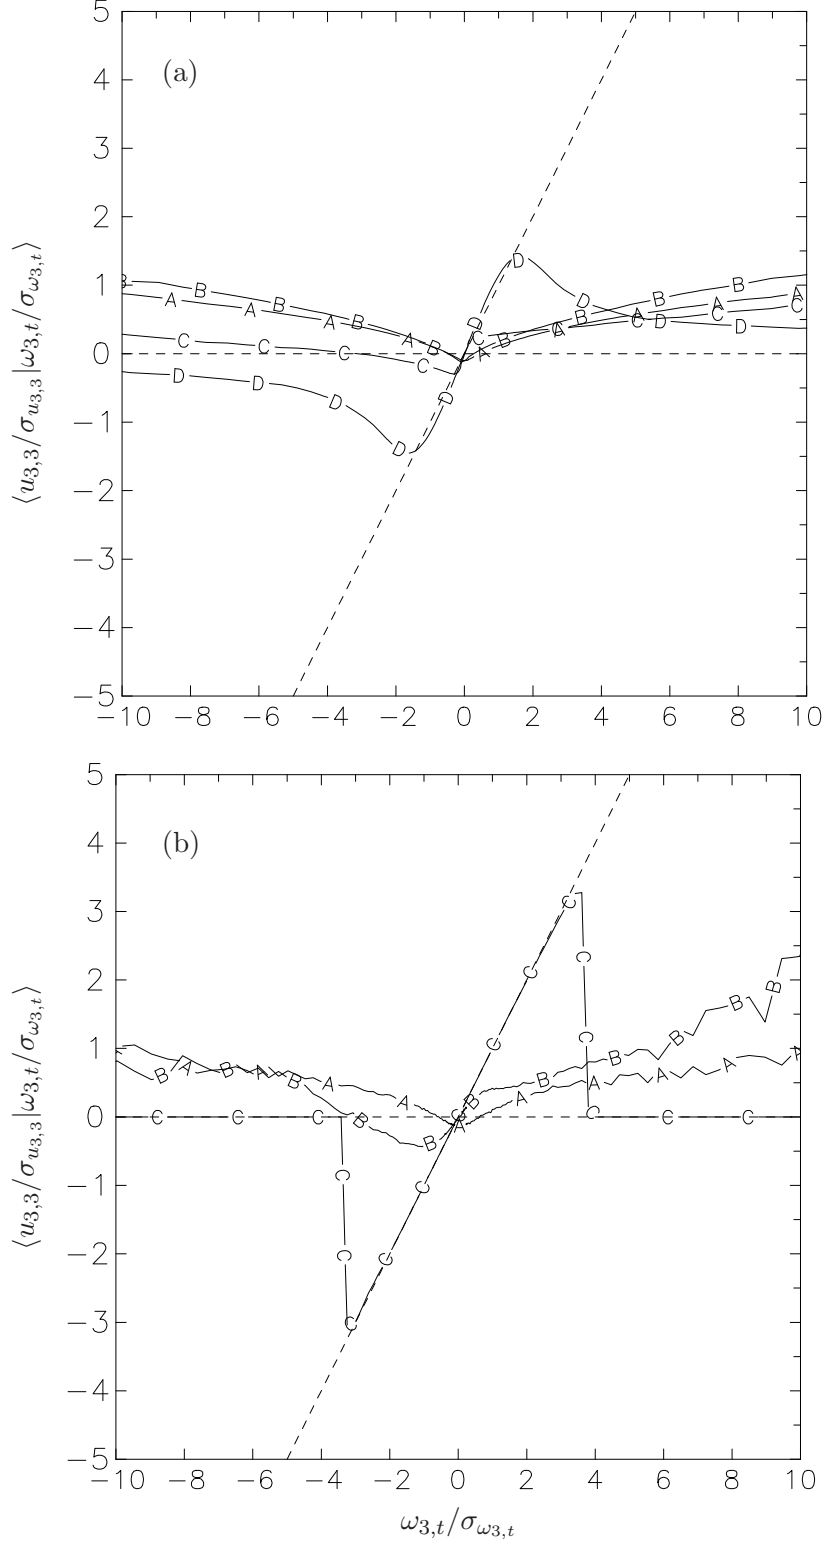 5
4
3
2
1
0
−1
−2
−3
−4
−5
(a)
⟨u3,3/σu3,3|ω3,t/σω3,t⟩
B B B B B B B B B
A A A A A A A A A
C C C C C C C C
D D D D D D D D D D
−10 −8 −6 −4 −2 0 2 4 6 8 10
5
4
3
2
1
0
−1
−2
−3
−4
−5
(b)
⟨u3,3/σu3,3|ω3,t/σω3,t⟩
B B B B B B B B B B B
A A A A A A A A A A
C C C C C C C C C C C C C C C C
−10 −8 −6 −4 −2 0 2 4 6 8 10
ω3,t/σω3,t